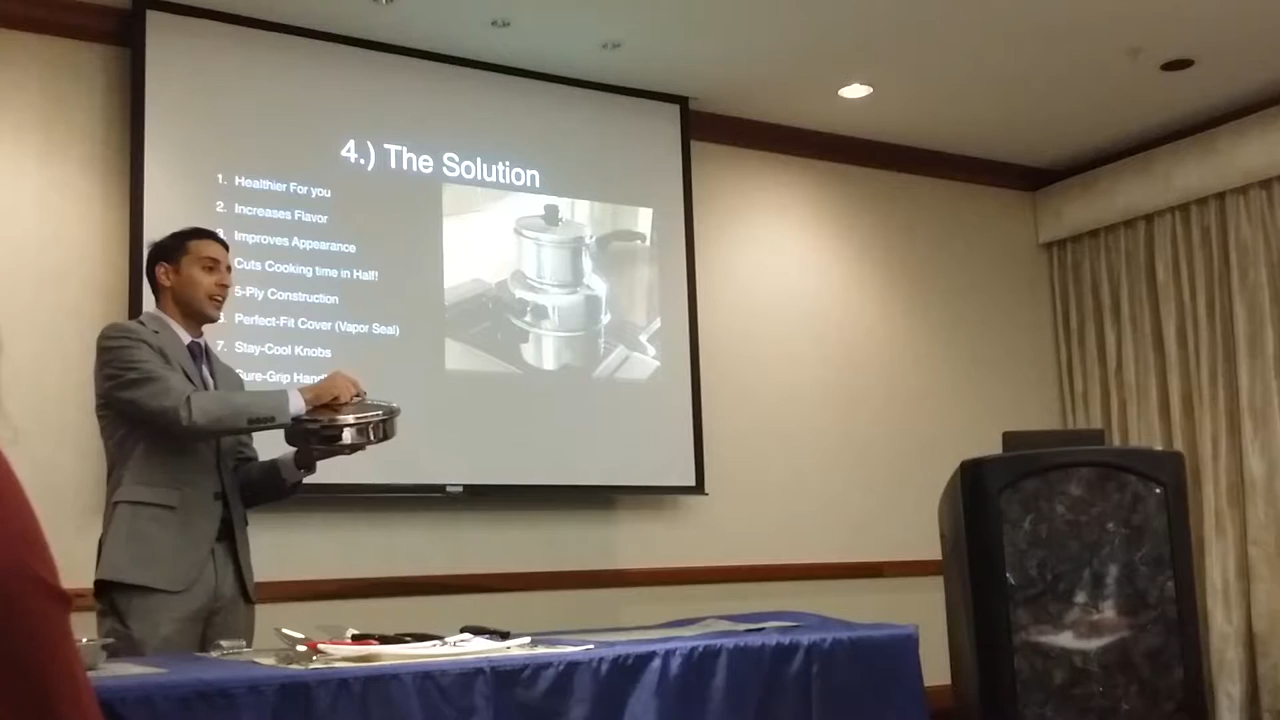 4.) The Solution
1. Healthier For you
2. Increases Flavor
3. Improves Appearance
Cuts Cooking time in Half!
5-Ply Construction
Perfect-Fit Cover (Vapor Seal)
7. Stay-Cool Knobs
Sure-Grip